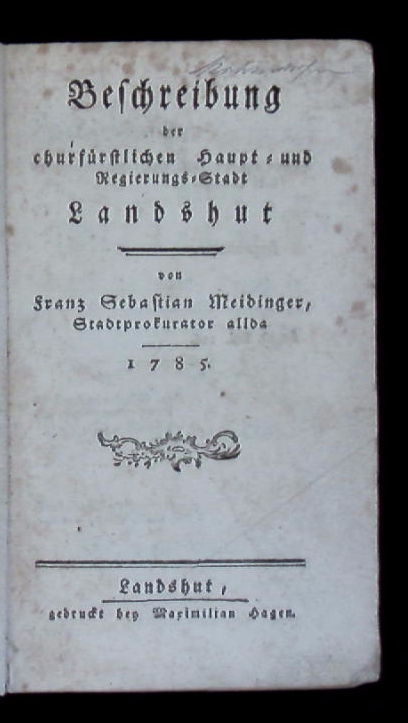 Beſchreibung
der
churfürſtlichen Haupt- und
Regierungs-Stadt
Landshut
von
Franz Sebaſtian Meidinger,
Stadtprokurator allda
1785.
Landshut,
gedruckt bey Maximilian Hagen.